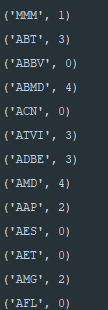 ('MMM', 1)
('ABT', 3)
('ABBV', 0)
('ABMD', 4)
('ACN', 0)
('ATVI', 3)
('ADBE', 3)
('AMD', 4)
('AAP', 2)
('AES', 0)
('AET', 0)
('AMG', 2)
('AFL', 0)